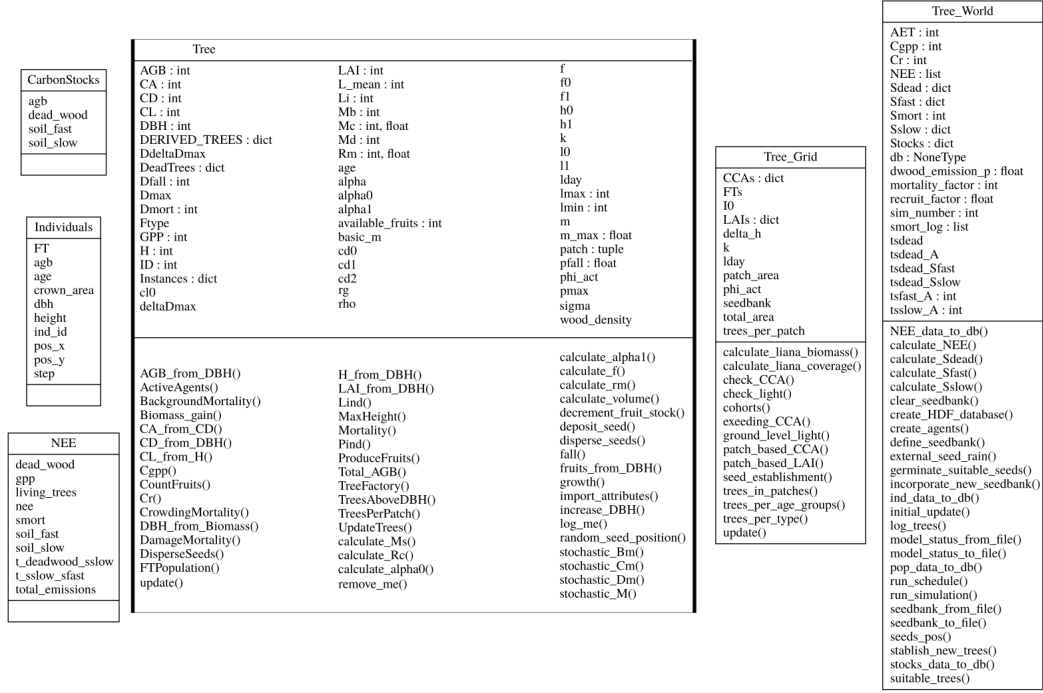 CarbonStocks
agb
dead_wood
soil_fast
soil_slow
Individuals
FT
agb
age
crown_area
dbh
height
ind_id
pos_x
pos_y
step
NEE
dead_wood
gpp
living_trees
nee
smort
soil_fast
soil_slow
t_deadwood_sslow
t_sslow_sfast
total_emissions
Tree
AGB : int
CA : int
CD : int
CL : int
DBH : int
DERIVED_TREES : dict
DdeltaDmax
DeadTrees : dict
Dfall : int
Dmax
Dmort : int
Ftype
GPP : int
H : int
ID : int
Instances : dict
cl0
deltaDmax
LAI : int
L_mean : int
Li : int
Mb : int
Mc : int, float
Md : int
Rm : int, float
age
alpha
alpha0
alpha1
available_fruits : int
basic_m
cd0
cd1
cd2
rg
rho
f
f0
f1
h0
h1
k
l0
l1
lday
lmax : int
lmin : int
m
m_max : float
patch : tuple
pfall : float
phi_act
pmax
sigma
wood_density
AGB_from_DBH()
ActiveAgents()
BackgroundMortality()
Biomass_gain()
CA_from_CD()
CD_from_DBH()
CL_from_H()
Cgpp()
CountFruits()
Cr()
CrowdingMortality()
DBH_from_Biomass()
DamageMortality()
DisperseSeeds()
FTPopulation()
update()
H_from_DBH()
LAI_from_DBH()
Lind()
MaxHeight()
Mortality()
Pind()
ProduceFruits()
Total_AGB()
TreeFactory()
TreesAboveDBH()
TreesPerPatch()
UpdateTrees()
calculate_Ms()
calculate_Rc()
calculate_alpha0()
remove_me()
calculate_alpha1()
calculate_f()
calculate_rm()
calculate_volume()
decrement_fruit_stock()
deposit_seed()
disperse_seeds()
fall()
fruits_from_DBH()
growth()
import_attributes()
increase_DBH()
log_me()
random_seed_position()
stochastic_Bm()
stochastic_Cm()
stochastic_Dm()
stochastic_M()
Tree_Grid
CCAs : dict
FTs
I0
LAIs : dict
delta_h
k
lday
patch_area
phi_act
seedbank
total_area
trees_per_patch
calculate_liana_biomass()
calculate_liana_coverage()
check_CCA()
check_light()
cohorts()
exeeding_CCA()
ground_level_light()
patch_based_CCA()
patch_based_LAI()
seed_establishment()
trees_in_patches()
trees_per_age_groups()
trees_per_type()
update()
Tree_World
AET : int
Cgpp : int
Cr : int
NEE : list
Sdead : dict
Sfast : dict
Smort : int
Sslow : dict
Stocks : dict
db : NoneType
dwood_emission_p : float
mortality_factor : int
recruit_factor : float
sim_number : int
smort_log : list
tsdead
tsdead_A
tsdead_Sfast
tsdead_Sslow
tsfast_A : int
tsslow_A : int
NEE_data_to_db()
calculate_NEE()
calculate_Sdead()
calculate_Sfast()
calculate_Sslow()
clear_seedbank()
create_HDF_database()
create_agents()
define_seedbank()
external_seed_rain()
germinate_suitable_seeds()
incorporate_new_seedbank()
ind_data_to_db()
initial_update()
log_trees()
model_status_from_file()
model_status_to_file()
pop_data_to_db()
run_schedule()
run_simulation()
seedbank_from_file()
seedbank_to_file()
seeds_pos()
stablish_new_trees()
stocks_data_to_db()
suitable_trees()